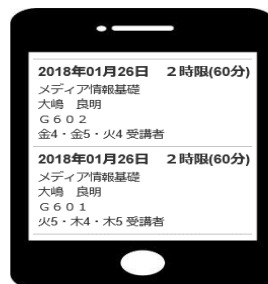 2018年01月26日　２時限(60分)
メディア情報基礎
大嶋　良明
Ｇ６０２
金4・金5・火4 受講者
2018年01月26日　２時限(60分)
メディア情報基礎
大嶋　良明
Ｇ６０１
火5・木4・木5 受講者